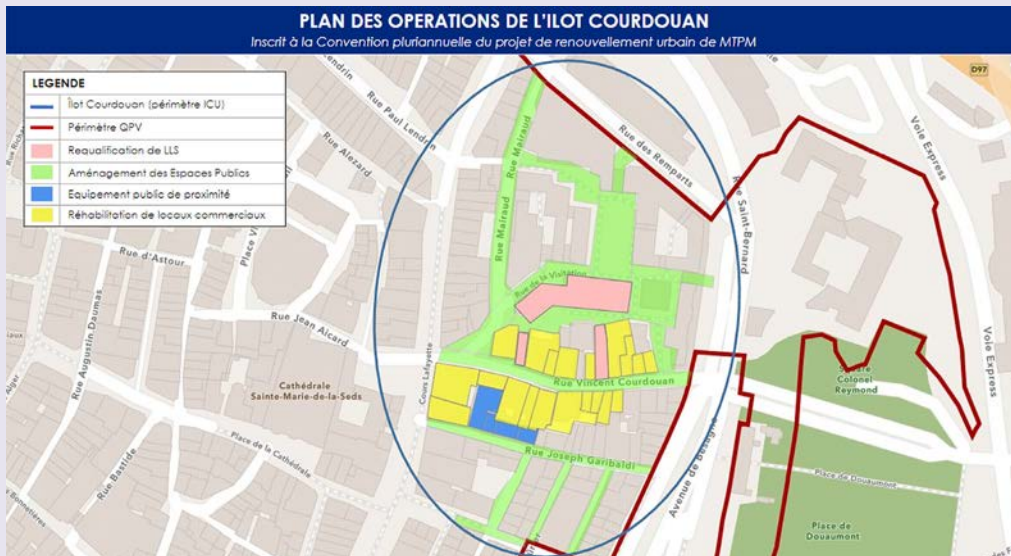 PLAN DES OPERATIONS DE L'ILOT COURDOUAN
Inscrit à la Convention pluriannuelle du projet de renouvellement urbain de MTPM
LEGENDE
Îlot Courdouan (périmètre ICU)
Périmètre QPV
Requalification de LLS
Aménagement des Espaces Publics
Equipement public de proximité
Réhabilitation de locaux commerciaux
D97
Voie Express
Rue Paul Lendrin
Rue Alezard
Rue Mairaud
Rue des Remparts
Rue Saint-Bernard
Rue Mairaud
Rue d'Astour
Rue de la Visitation
Rue Jean Aicard
Voie Express
Rue Augustin Daumas
Cours Lafayette
Rue Vincent Courdouan
Square
Colonel
Reymond
Cathédrale
Sainte-Marie-de-la-Seds
Place de la Cathédrale
Rue Joseph Garibaldi
Avenue de Besagne
Rue Bastide
Place de Douaumont
Place de
Douaumont